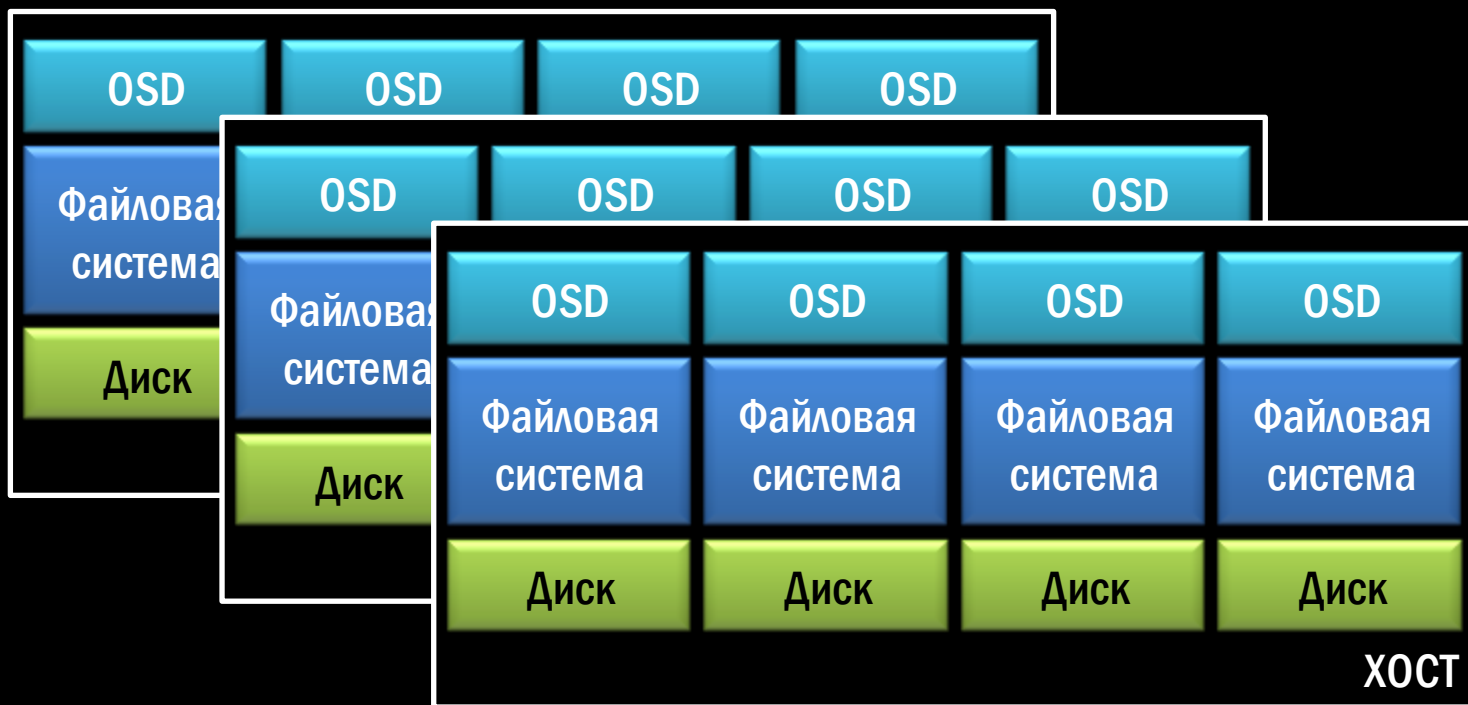 OSD OSD OSD OSD
Файловая
система
Диск
OSD OSD OSD OSD
Файловая
система
Диск
OSD OSD OSD OSD
Файловая Файловая Файловая Файловая
система система система система
Диск Диск Диск Диск
ХОСТ